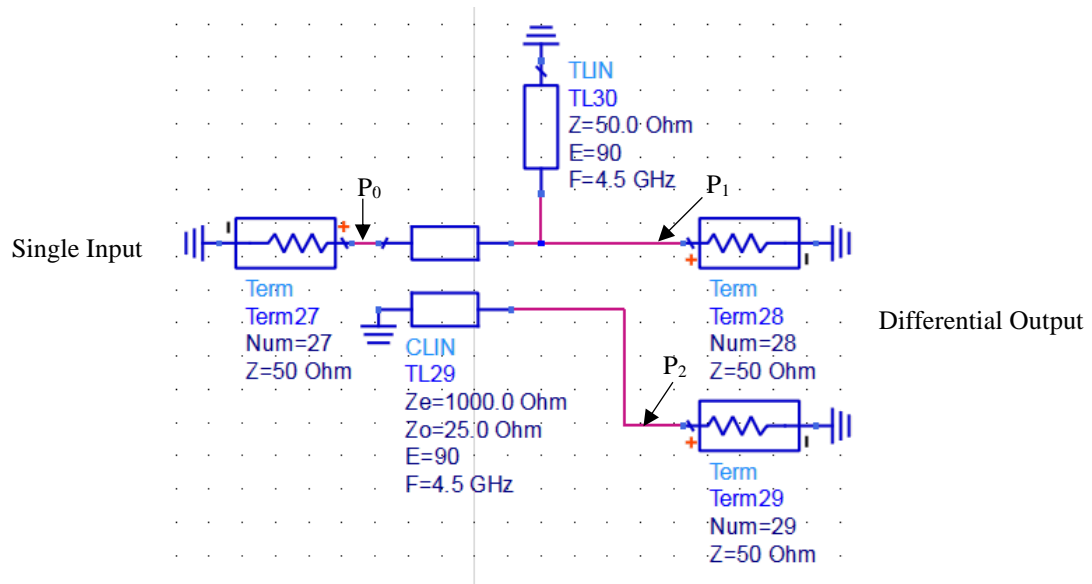 TLIN
TL30
Z=50.0 Ohm
E=90
F=4.5 GHz
P0
P1
Single Input
Term
Term27
Num=27
Z=50 Ohm
CLIN
TL29
Ze=1000.0 Ohm
Zo=25.0 Ohm
E=90
F=4.5 GHz
Term
Term28
Num=28
Z=50 Ohm
Differential Output
P2
Term
Term29
Num=29
Z=50 Ohm